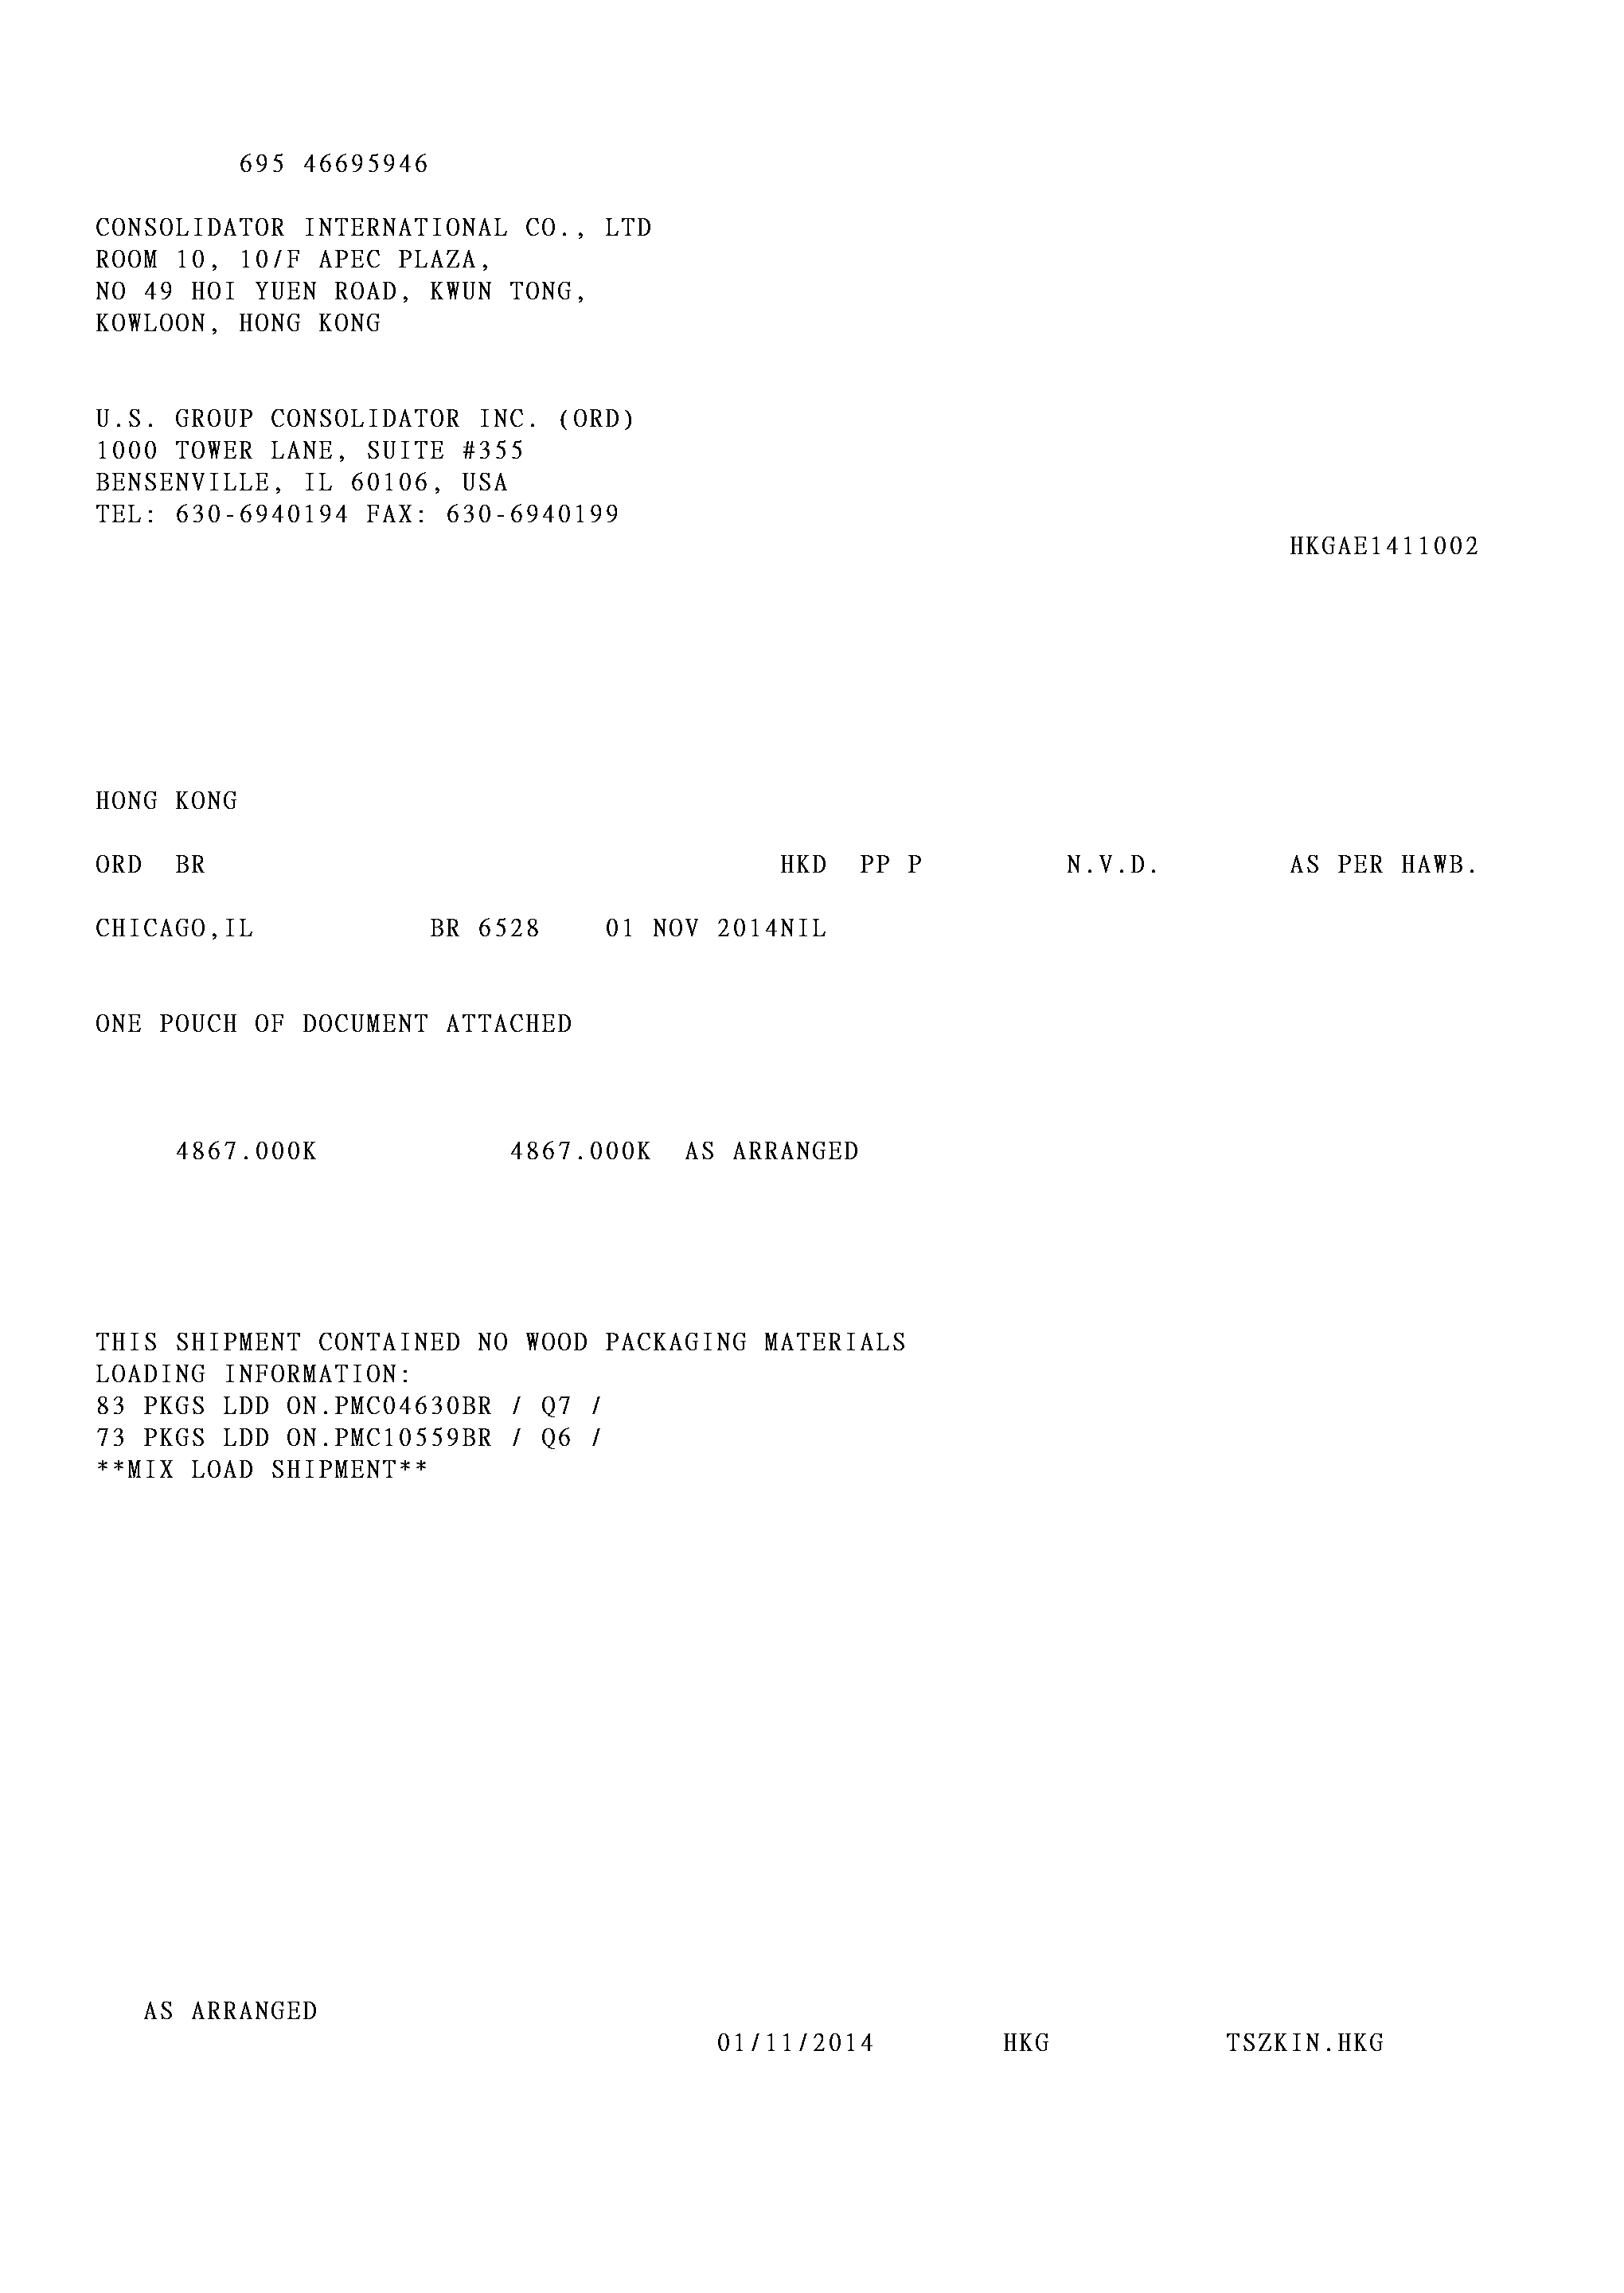 695 46695946
CONSOLIDATOR INTERNATIONAL CO., LTD
ROOM 10, 10/F APEC PLAZA,
NO 49 HOI YUEN ROAD, KWUN TONG,
KOWLOON, HONG KONG
U.S. GROUP CONSOLIDATOR INC. (ORD)
1000 TOWER LANE, SUITE #355
BENSENVILLE, IL 60106, USA
TEL: 630-6940194 FAX: 630-6940199
HKGAE1411002
HONG KONG
ORD BR HKD PP P N.V.D. AS PER HAWB.
CHICAGO,IL BR 6528 01 NOV 2014NIL
ONE POUCH OF DOCUMENT ATTACHED
4867.000K 4867.000K AS ARRANGED
THIS SHIPMENT CONTAINED NO WOOD PACKAGING MATERIALS
LOADING INFORMATION:
83 PKGS LDD ON.PMC04630BR / Q7 /
73 PKGS LDD ON.PMC10559BR / Q6 /
**MIX LOAD SHIPMENT**
AS ARRANGED
01/11/2014 HKG TSZKIN.HKG